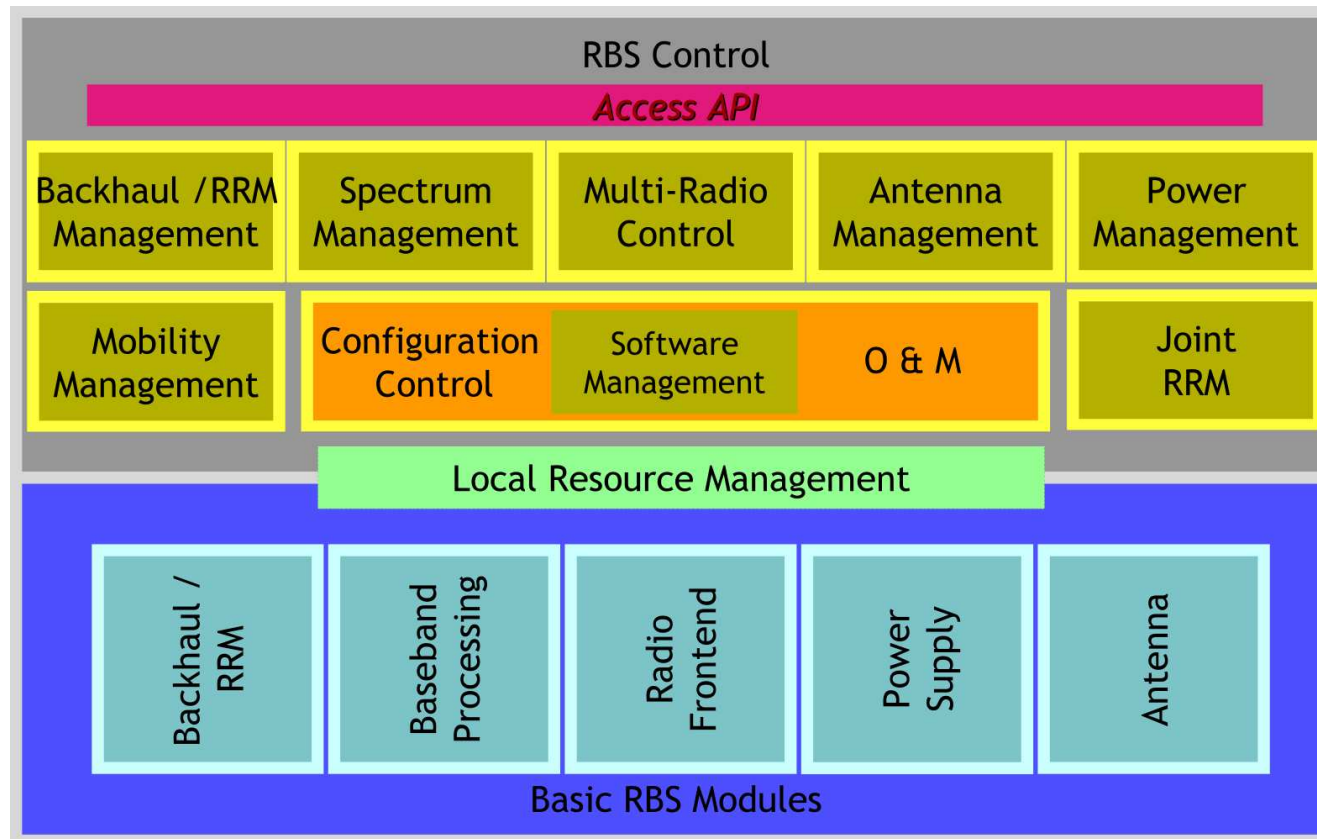 RBS Control
Access API
Backhaul /RRM
Management
Spectrum
Management
Multi-Radio
Control
Antenna
Management
Power
Management
Mobility
Management
Configuration
Control
Software
Management
O & M
Joint
RRM
Local Resource Management
Backhaul /
RRM
Baseband
Processing
Radio
Frontend
Power
Supply
Antenna
Basic RBS Modules